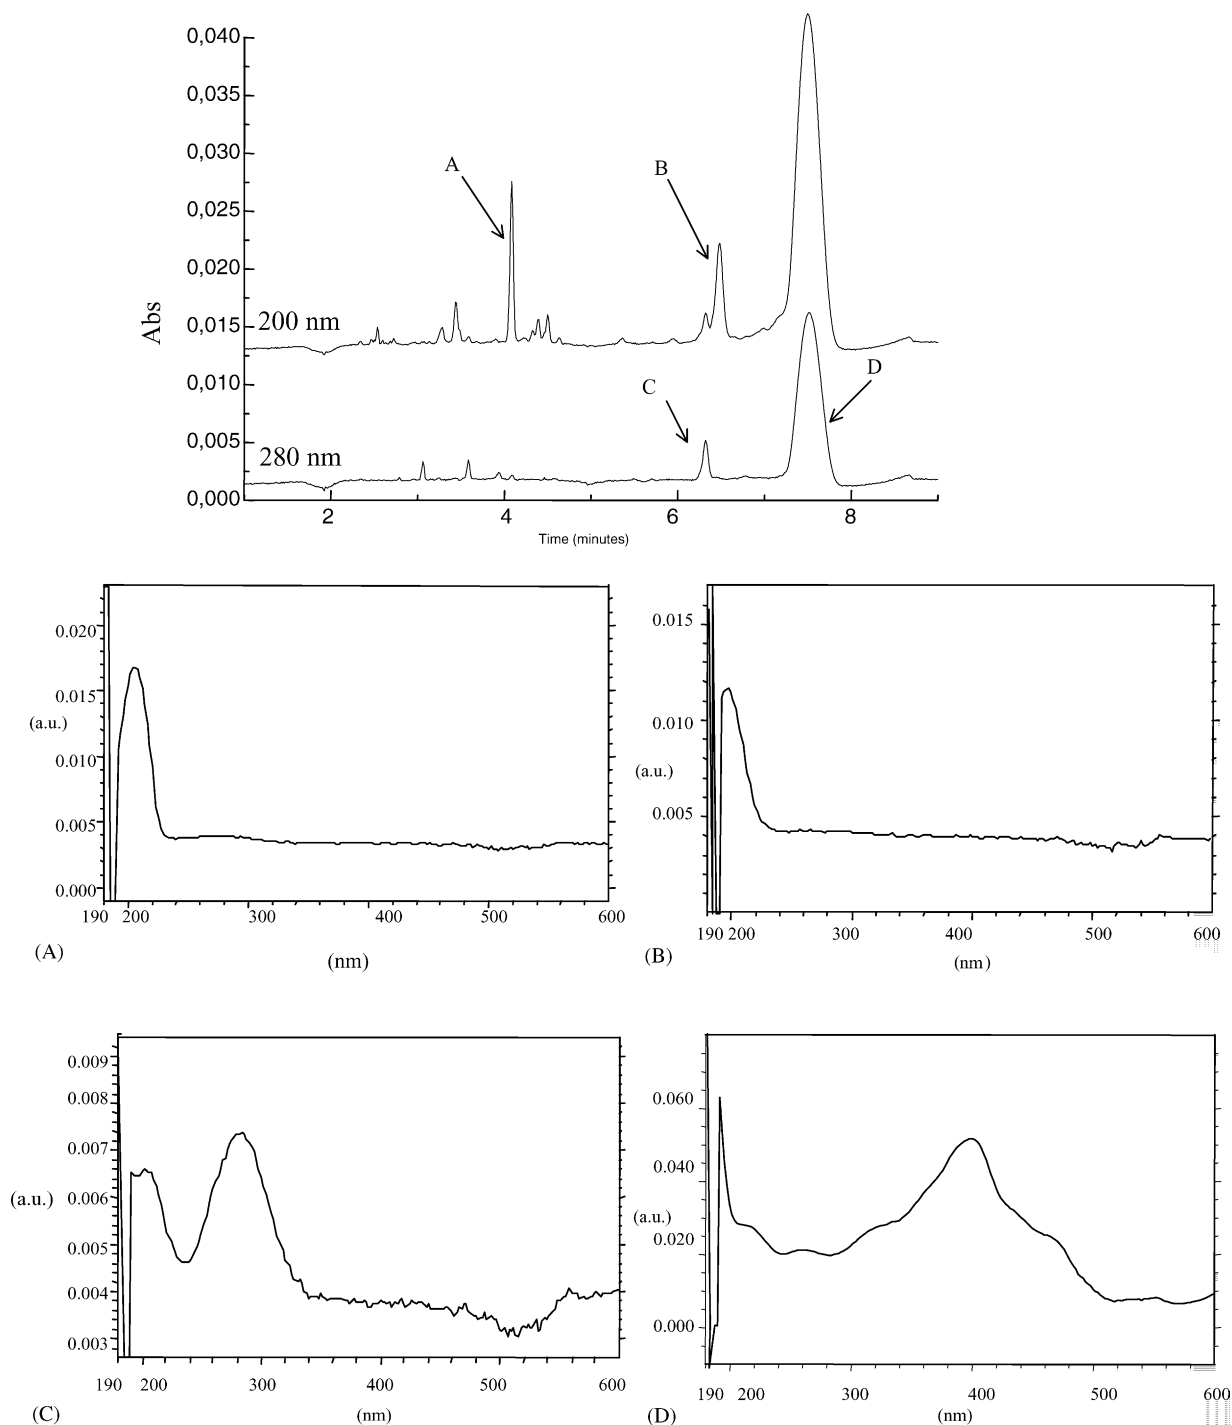 0,040
0,035
0,030
0,025
0,020
0,015
0,010
0,005
0,000
Abs
A
B
200 nm
C
D
280 nm
2 4 6 8
Time (minutes)
0.020
0.015
(a.u.)
0.010
0.005
0.000
190 200 300 400 500 600
(A)
(nm)
0.015
0.010
(a.u.)
0.005
190 200 300 400 500 600
(B)
(nm)
0.009
0.008
0.007
0.006
(a.u.)
0.005
0.004
0.003
190 200 300 400 500 600
(C)
(nm)
0.060
0.040
(a.u.)
0.020
0.000
190 200 300 400 500 600
(D)
(nm)